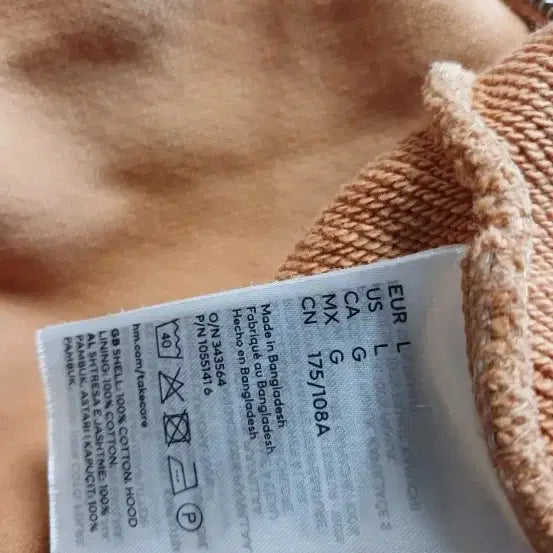 EUR L
US L
CA G
MX G
CN 175/108A
Made in Bangladesh
Fabriqué au Bangladesh
Hecho en Bangladesh
O/N 343564
P/N 1055141 6
40
P
hm.com/takecare
GB SHELL: 100% COTTON. HOOD
LINING: 100% COTTON.
AL SHTRESA E JASHTME: 100%
PAMBUK. ASTARI I KAPUÇIT: 100%
PAMBUK.